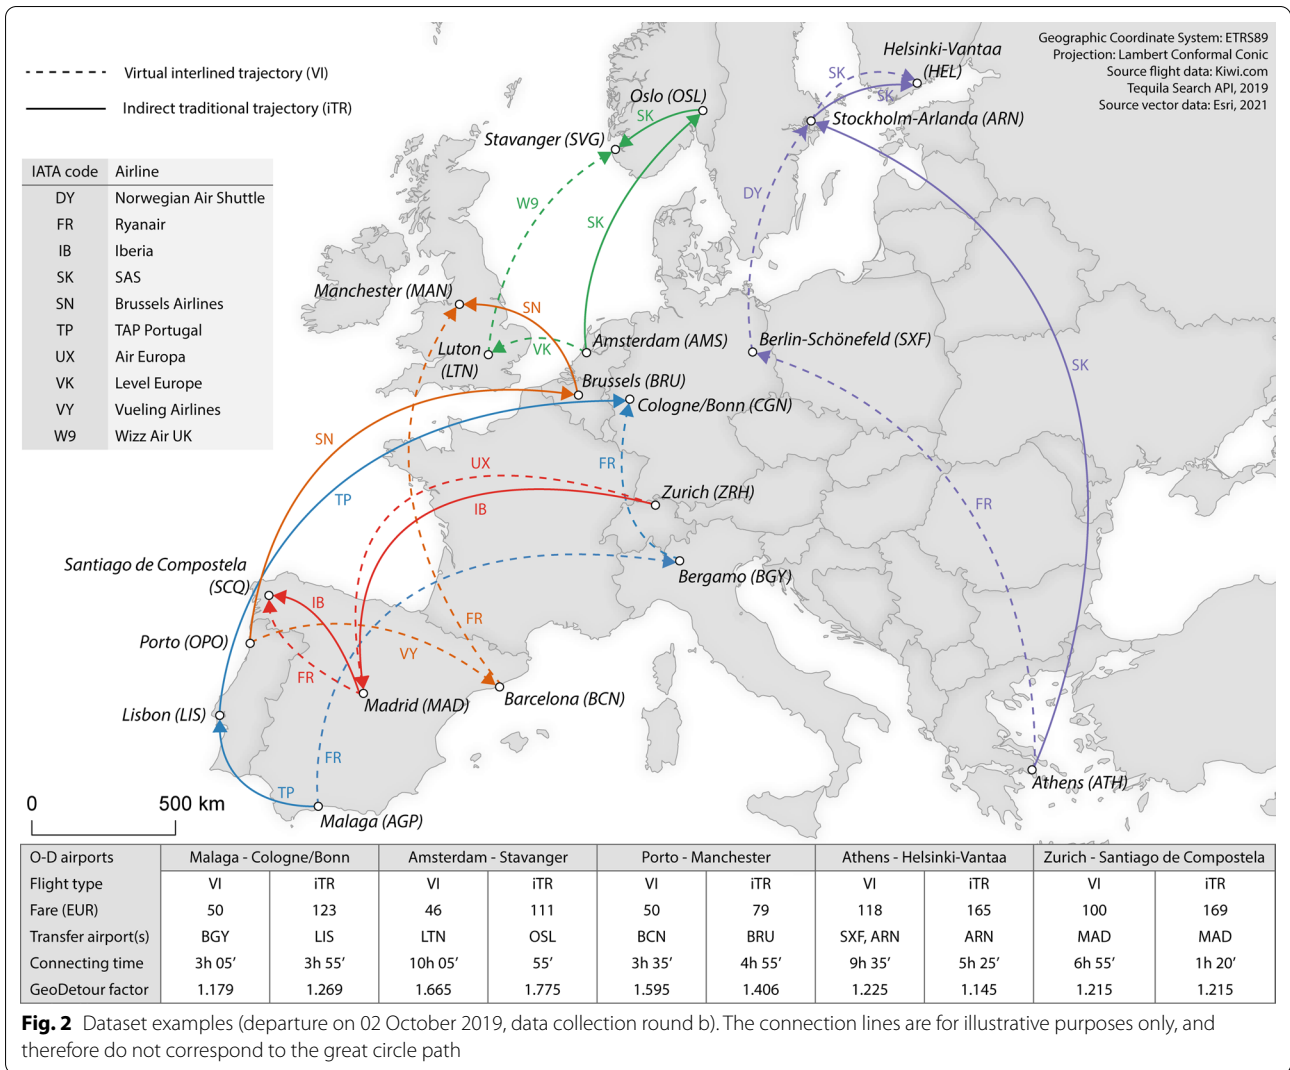 Virtual interlined trajectory (VI)
Indirect traditional trajectory (iTR)
Geographic Coordinate System: ETRS89
Projection: Lambert Conformal Conic
Source flight data: Kiwi.com
Tequila Search API, 2019
Source vector data: Esri, 2021
IATA code Airline
DY Norwegian Air Shuttle
FR Ryanair
IB Iberia
SK SAS
SN Brussels Airlines
TP TAP Portugal
UX Air Europa
VK Level Europe
VY Vueling Airlines
W9 Wizz Air UK
Helsinki-Vantaa
(HEL)
SK
SK
Oslo (OSL)
SK
Stockholm-Arlanda (ARN)
Stavanger (SVG)
DY
W9
SK
Manchester (MAN)
SN
Luton
(LTN)
VK
Amsterdam (AMS)
Berlin-Schönefeld (SXF)
SK
Brussels (BRU)
Cologne/Bonn (CGN)
SN
UX
FR
TP
IB
Zurich (ZRH)
FR
Santiago de Compostela
(SCQ)
Bergamo (BGY)
IB
FR
Porto (OPO)
VY
FR
Madrid (MAD)
Barcelona (BCN)
Lisbon (LIS)
FR
TP
Athens (ATH)
Malaga (AGP)
0 500 km
O-D airports Malaga - Cologne/Bonn Amsterdam - Stavanger Porto - Manchester Athens - Helsinki-Vantaa Zurich - Santiago de Compostela
Flight type VI iTR VI iTR VI iTR VI iTR VI iTR
Fare (EUR) 50 123 46 111 50 79 118 165 100 169
Transfer airport(s) BGY LIS LTN OSL BCN BRU SXF, ARN ARN MAD MAD
Connecting time 3h 05′ 3h 55′ 10h 05′ 55′ 3h 35′ 4h 55′ 9h 35′ 5h 25′ 6h 55′ 1h 20′
GeoDetour factor 1.179 1.269 1.665 1.775 1.595 1.406 1.225 1.145 1.215 1.215
Fig. 2 Dataset examples (departure on 02 October 2019, data collection round b). The connection lines are for illustrative purposes only, and
therefore do not correspond to the great circle path